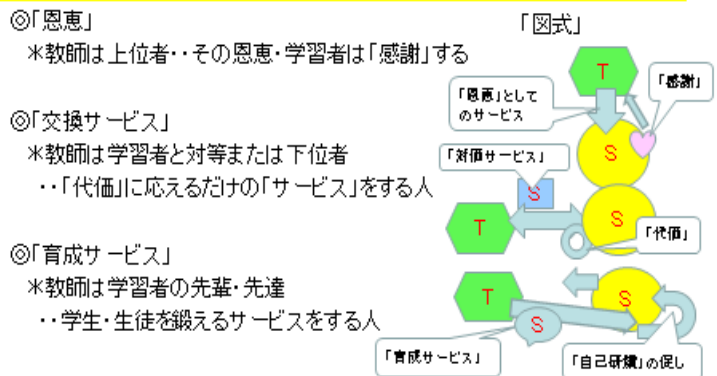 ◎「恩恵」
＊教師は上位者・・その恩恵・学習者は「感謝」する
◎「交換サービス」
＊教師は学習者と対等または下位者
・・「代価」に応えるだけの「サービス」をする人
◎「育成サービス」
＊教師は学習者の先輩・先達
・・学生・生徒を鍛えるサービスをする人
「図式」
T
「感謝」
「恩恵」として
のサービス
S
「対価サービス」
S
T
S
「代価」
T
S
S
「育成サービス」
「自己研鑽」の促し